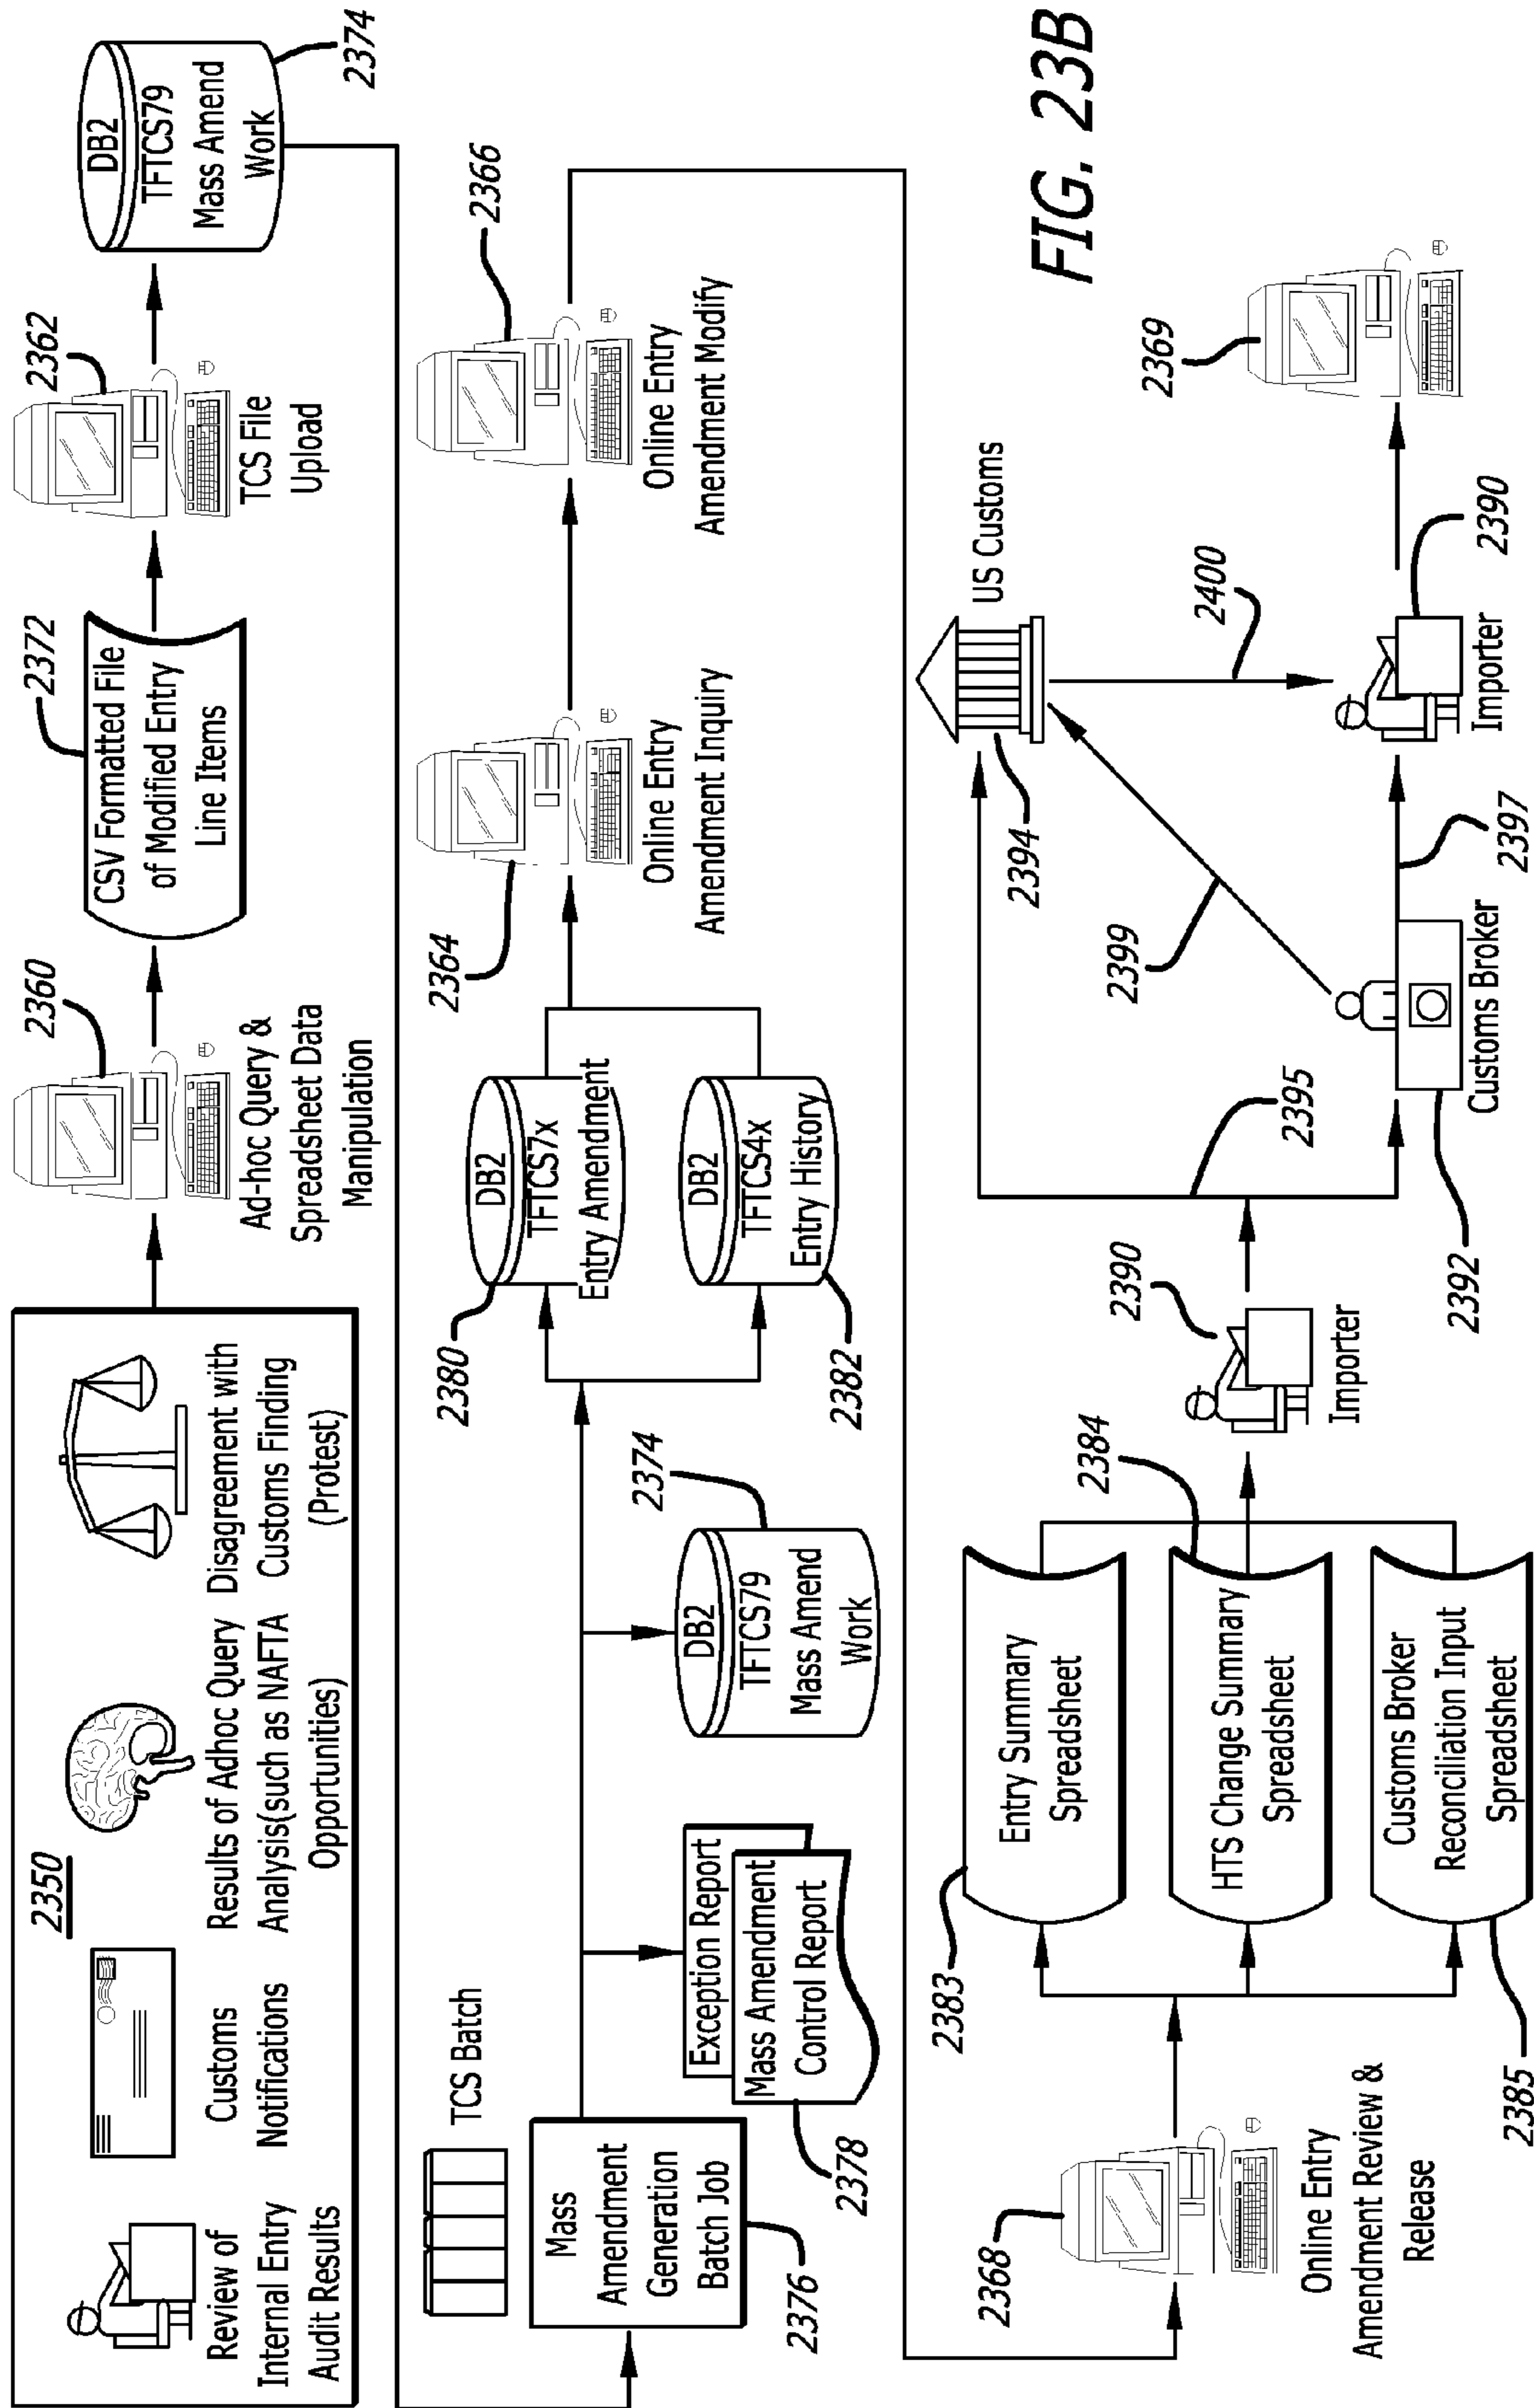 2350
Review of
Internal Entry
Audit Results
Customs
Notifications
Results of Adhoc Query
Analysis(such as NAFTA
Opportunities)
Disagreement with
Customs Finding
(Protest)
2360
Ad-hoc Query &
Spreadsheet Data
Manipulation
2372
CSV Formatted File
of Modified Entry
Line Items
2362
TCS File
Upload
DB2
TFTCS79
Mass Amend
Work
2374
TCS Batch
Mass
Amendment
Generation
Batch Job
2376
Exception Report
Mass Amendment
Control Report
2378
DB2
TFTCS79
Mass Amend
Work
2374
2380
DB2
TFTCS7x
Entry Amendment
DB2
TFTCS4x
Entry History
2382
2364
Online Entry
Amendment Inquiry
2366
Online Entry
Amendment Modify
2368
Online Entry
Amendment Review &
Release
2383
Entry Summary
Spreadsheet
2384
HTS Change Summary
Spreadsheet
Customs Broker
Reconciliation Input
Spreadsheet
2385
2390
Importer
2395
2392
Customs Broker
2399
2394
US Customs
2397
2400
2390
Importer
2369
FIG. 23B